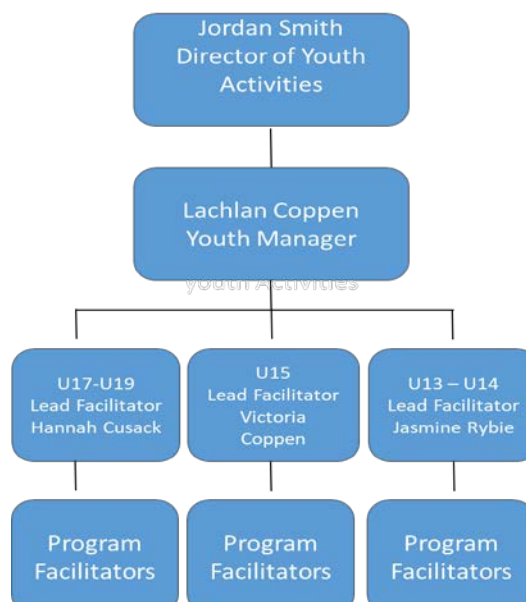 Jordan Smith
Director of Youth
Activities
Lachlan Coppen
Youth Manager
youth Activities
U17-U19
Lead Facilitator
Hannah Cusack
U15
Lead Facilitator
Victoria
Coppen
U13 – U14
Lead Facilitator
Jasmine Rybie
Program
Facilitators
Program
Facilitators
Program
Facilitators